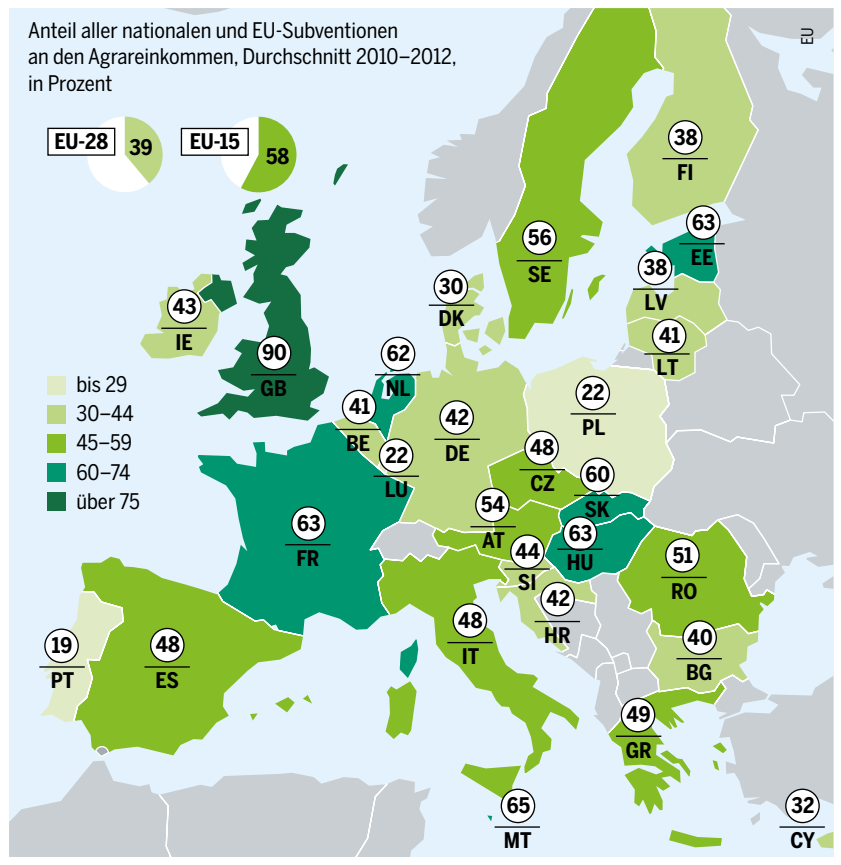 Anteil aller nationalen und EU-Subventionen
an den Agrareinkommen, Durchschnitt 2010–2012,
in Prozent
EU
EU-28
39
EU-15
58
38
FI
63
EE
56
SE
38
LV
30
DK
43
IE
41
LT
90
GB
62
NL
bis 29
30–44
45–59
60–74
über 75
22
PL
41
BE
42
DE
48
CZ
22
LU
60
SK
54
AT
63
FR
63
HU
44
SI
51
RO
42
HR
48
IT
19
PT
48
ES
40
BG
49
GR
65
MT
32
CY